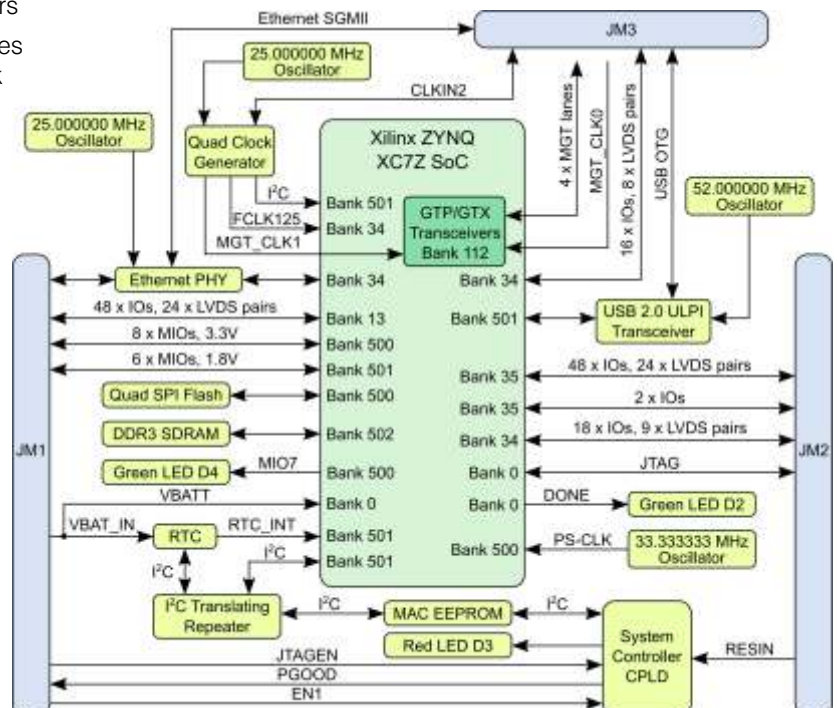 rs
es
k
Ethernet SGMII
JM3
25.000000 MHz
Oscillator
CLKIN2
25.000000 MHz
Oscillator
Quad Clock
Generator
Xilinx ZYNQ
XC7Z SoC
4 x MGT lanes
MGT_CLK0
16 x IOs, 8 x LVDS pairs
USB OTG
52.000000 MHz
Oscillator
I²C
Bank 501
FCLK125
Bank 34
MGT_CLK1
GTP/GTX
Transceivers
Bank 112
Ethernet PHY
Bank 34
Bank 34
48 x IOs, 24 x LVDS pairs
Bank 13
Bank 501
USB 2.0 ULPI
Transceiver
8 x MIOs, 3.3V
Bank 500
6 x MIOs, 1.8V
Bank 501
Bank 35
48 x IOs, 24 x LVDS pairs
Quad SPI Flash
Bank 500
Bank 35
2 x IOs
DDR3 SDRAM
Bank 502
Bank 34
18 x IOs, 9 x LVDS pairs
JM1
JM2
Green LED D4
MIO7
Bank 500
Bank 0
JTAG
VBATT
Bank 0
Bank 0
DONE
Green LED D2
VBAT_IN
RTC
RTC_INT
Bank 501
Bank 500
PS-CLK
33.333333 MHz
Oscillator
I²C
I²C
Bank 501
I²C Translating
Repeater
I²C
MAC EEPROM
I²C
Red LED D3
System
Controller
CPLD
RESIN
JTAGEN
PGOOD
EN1